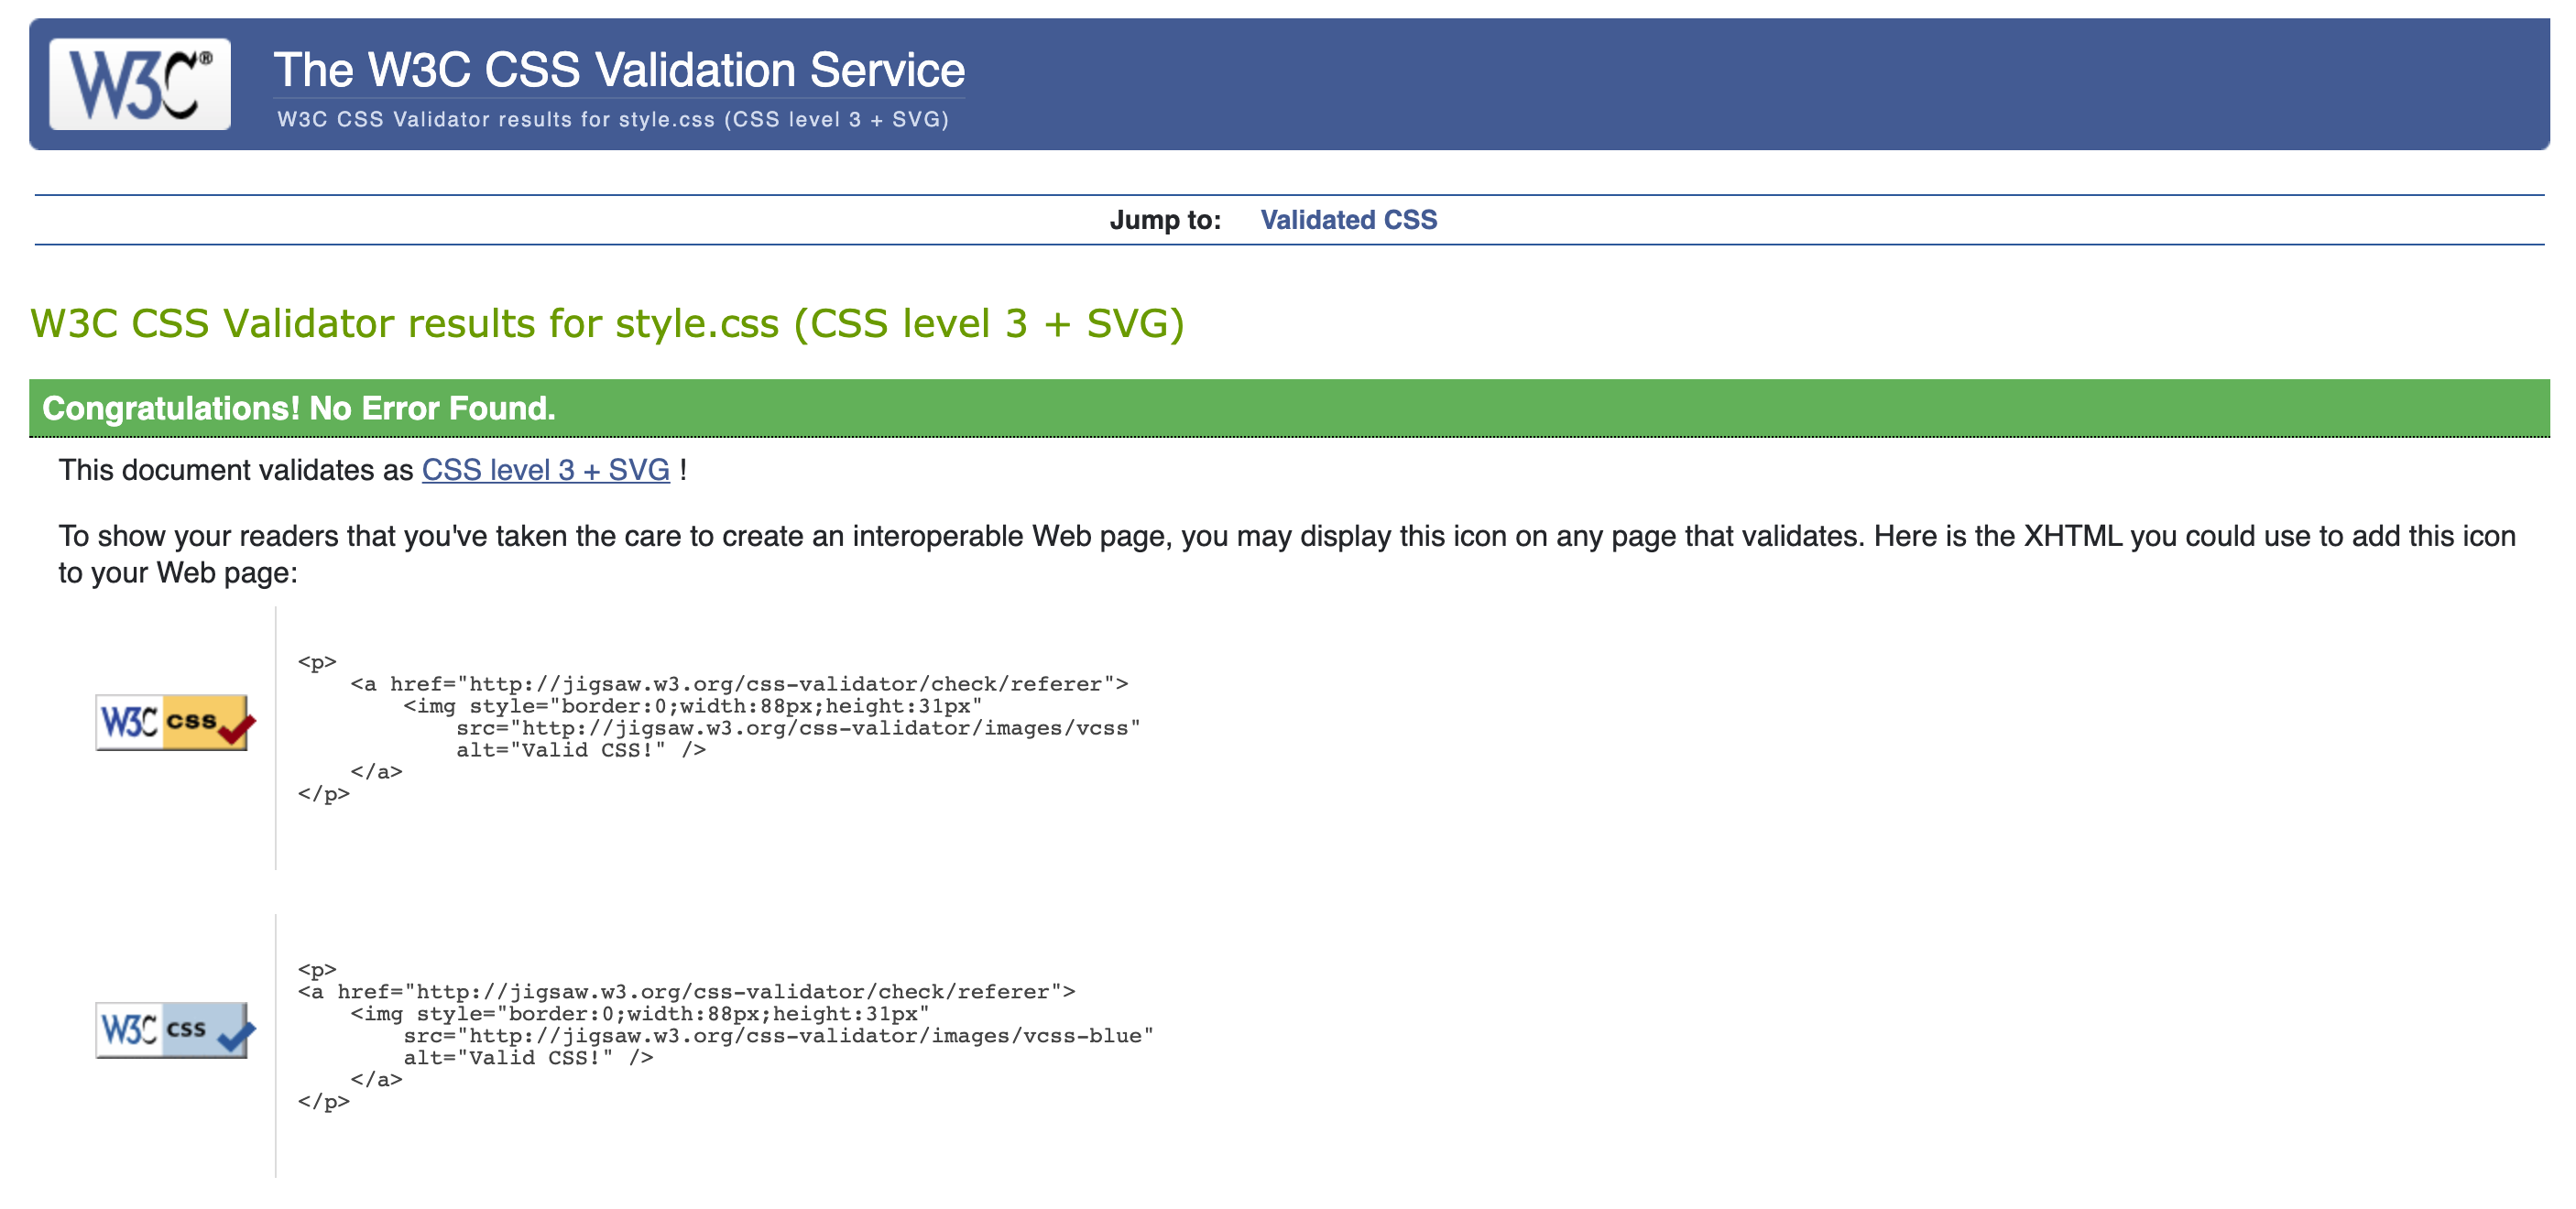 W3C®
The W3C CSS Validation Service
W3C CSS Validator results for style.css (CSS level 3 + SVG)
Jump to: Validated CSS
W3C CSS Validator results for style.css (CSS level 3 + SVG)
Congratulations! No Error Found.
This document validates as CSS level 3 + SVG !
To show your readers that you've taken the care to create an interoperable Web page, you may display this icon on any page that validates. Here is the XHTML you could use to add this icon
to your Web page:
W3C css
<p>
    <a href="http://jigsaw.w3.org/css-validator/check/referer">
        <img style="border:0;width:88px;height:31px"
            src="http://jigsaw.w3.org/css-validator/images/vcss"
            alt="Valid CSS!" />
    </a>
</p>
W3C css
<p>
<a href="http://jigsaw.w3.org/css-validator/check/referer">
    <img style="border:0;width:88px;height:31px"
        src="http://jigsaw.w3.org/css-validator/images/vcss-blue"
        alt="Valid CSS!" />
    </a>
</p>